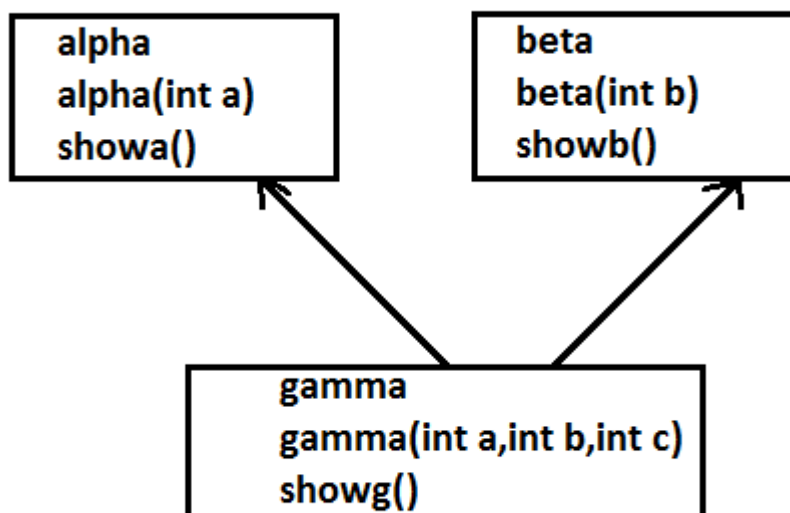 alpha
alpha(int a)
showa()
beta
beta(int b)
showb()
gamma
gamma(int a,int b,int c)
showg()